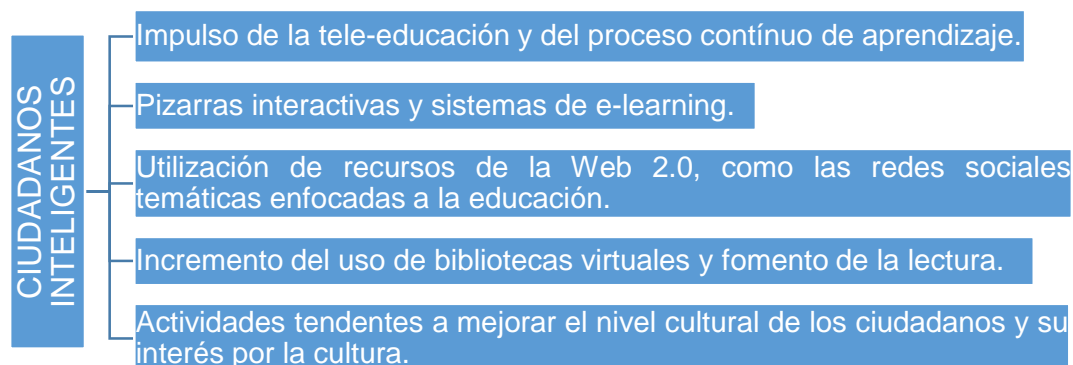 CIUDADANOS
INTELIGENTES
Impulso de la tele-educación y del proceso contínuo de aprendizaje.
Pizarras interactivas y sistemas de e-learning.
Utilización de recursos de la Web 2.0, como las redes sociales
temáticas enfocadas a la educación.
Incremento del uso de bibliotecas virtuales y fomento de la lectura.
Actividades tendentes a mejorar el nivel cultural de los ciudadanos y su
interés por la cultura.